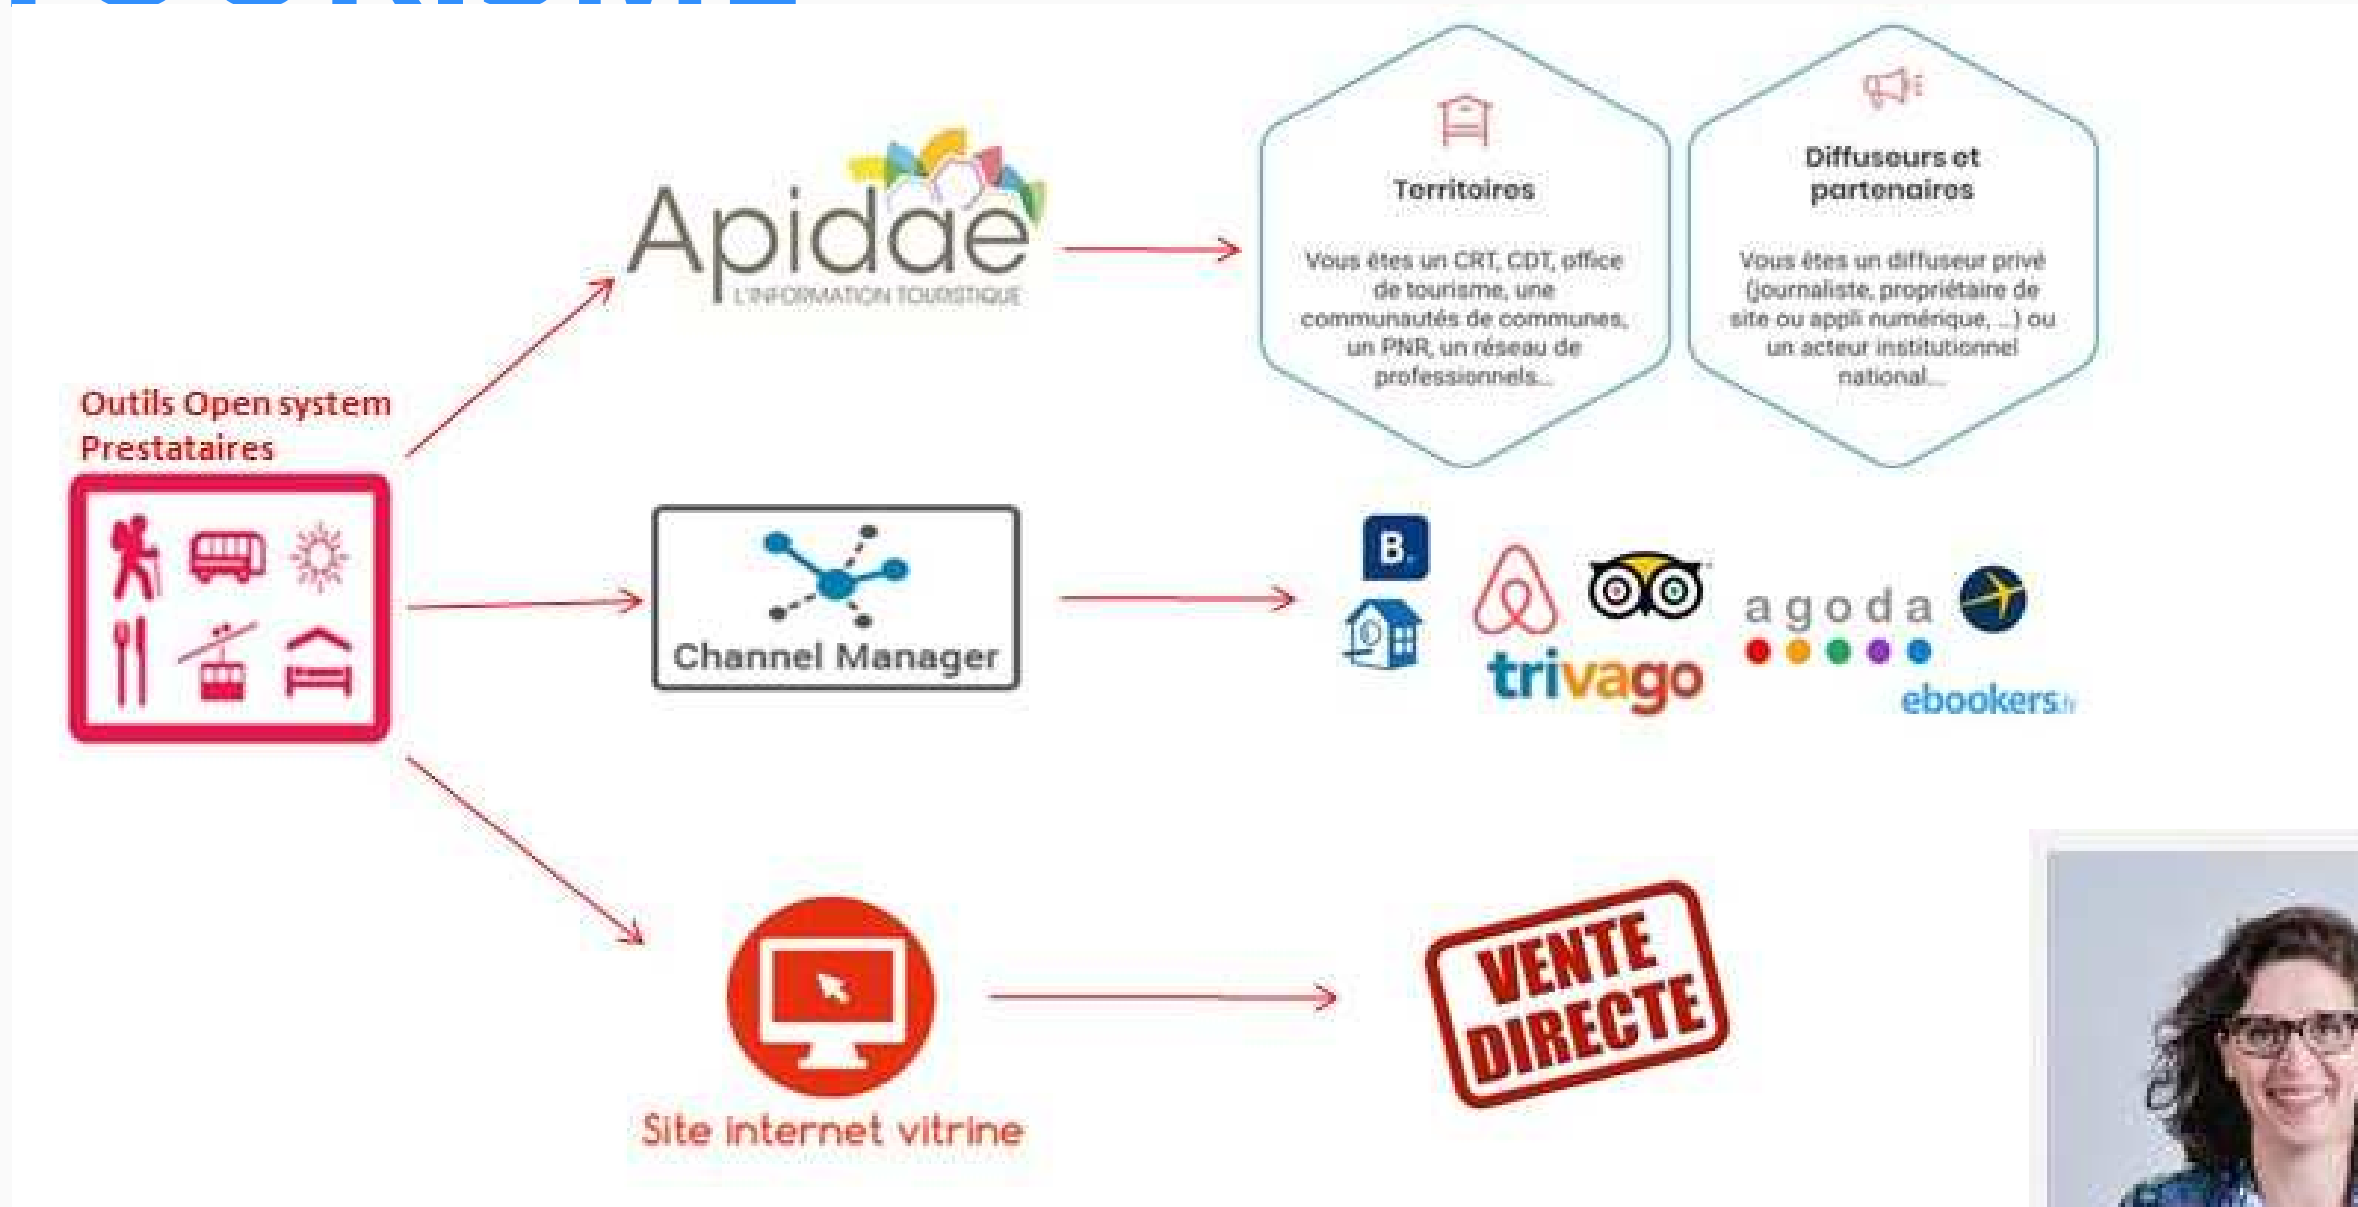 TOURISME
Apidae
L'INFORMATION TOURISTIQUE
Territoires
Vous êtes un CRT, CDT, office
de tourisme, une
communautés de communes,
un PNR, un réseau de
professionnels...
Diffuseurs et
partenaires
Vous êtes un diffuseur privé
(journaliste, propriétaire de
site ou appli numérique, ...) ou
un acteur institutionnel
national...
Outils Open system
Prestataires
Channel Manager
B.
trivago
agoda
ebookers.fr
Site internet vitrine
VENTE
DIRECTE